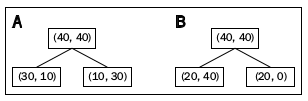 A B
(40, 40) (40, 40)
(30, 10) (10, 30) (20, 40) (20, 0)